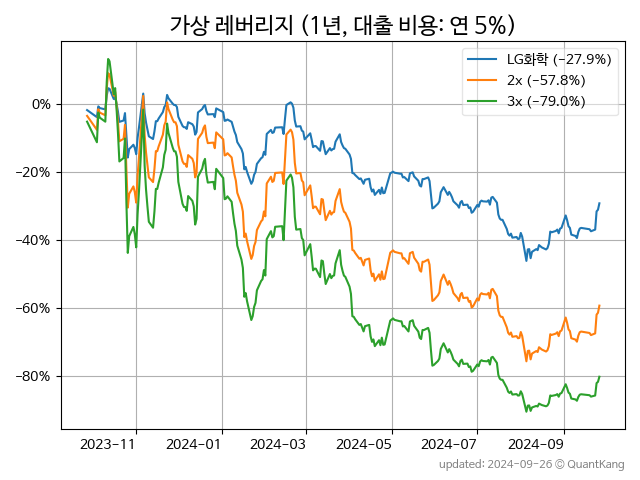 가상 레버리지 (1년, 대출 비용: 연 5%)
LG화학 (−27.9%)
2x (−57.8%)
3x (−79.0%)
0%
−20%
−40%
−60%
−80%
2023−11 2024−01 2024−03 2024−05 2024−07 2024−09
updated: 2024−09−26 © QuantKang